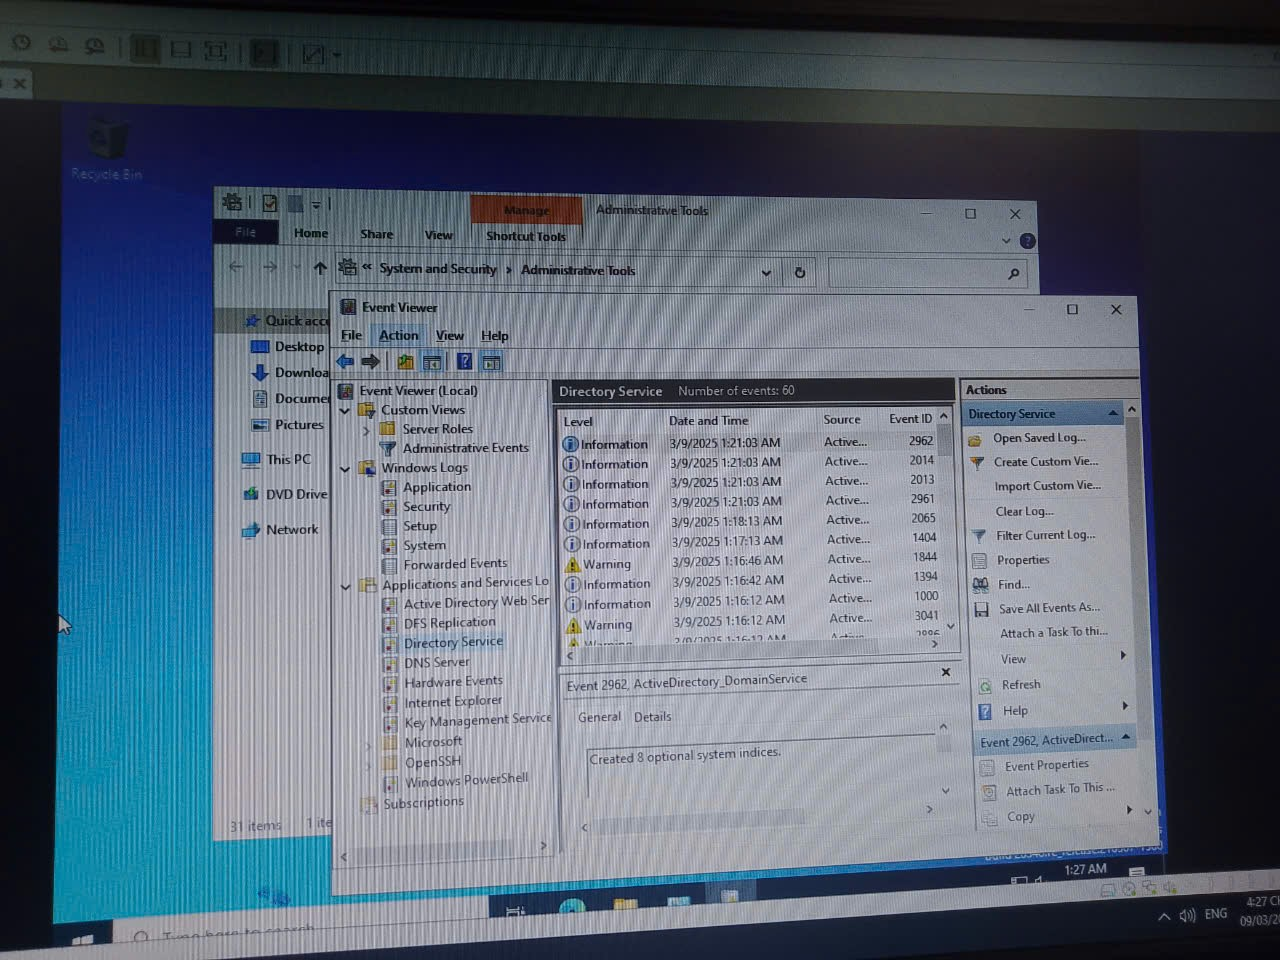 Recycle Bin
Manage
Administrative Tools
File
Home
Share
View
Shortcut Tools
« System and Security › Administrative Tools
Quick acc
Desktop
Downloa
Docume
Pictures
This PC
DVD Drive
Network
31 items
1 ite
Event Viewer
File
Action
View
Help
Event Viewer (Local)
Custom Views
Server Roles
Administrative Events
Windows Logs
Application
Security
Setup
System
Forwarded Events
Applications and Services Lo
Active Directory Web Ser
DFS Replication
Directory Service
DNS Server
Hardware Events
Internet Explorer
Key Management Service
Microsoft
OpenSSH
Windows PowerShell
Subscriptions
Directory Service Number of events: 60
Level Date and Time Source Event ID
Information 3/9/2025 1:21:03 AM Active... 2962
Information 3/9/2025 1:21:03 AM Active... 2014
Information 3/9/2025 1:21:03 AM Active... 2013
Information 3/9/2025 1:21:03 AM Active... 2961
Information 3/9/2025 1:18:13 AM Active... 2065
Information 3/9/2025 1:17:13 AM Active... 1404
Warning 3/9/2025 1:16:46 AM Active... 1844
Information 3/9/2025 1:16:42 AM Active... 1394
Information 3/9/2025 1:16:12 AM Active... 1000
Warning 3/9/2025 1:16:12 AM Active... 3041
Event 2962, ActiveDirectory_DomainService
General
Details
Created 8 optional system indices.
Actions
Directory Service
Open Saved Log...
Create Custom Vie...
Import Custom Vie...
Clear Log...
Filter Current Log...
Properties
Find...
Save All Events As...
Attach a Task To thi...
View
Refresh
Help
Event 2962, ActiveDirect...
Event Properties
Attach Task To This ...
Copy
1:27 AM
ENG
4:27
09/03/2